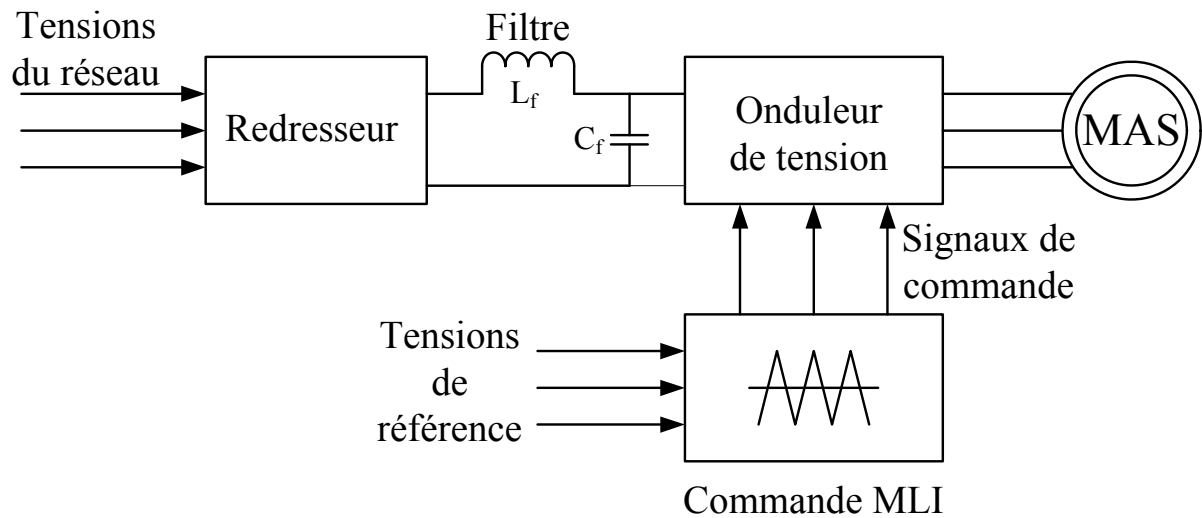 Tensions
du réseau
Redresseur
Filtre
Lf
Cf
Onduleur
de tension
MAS
Signaux de
commande
Tensions
de
référence
Commande MLI